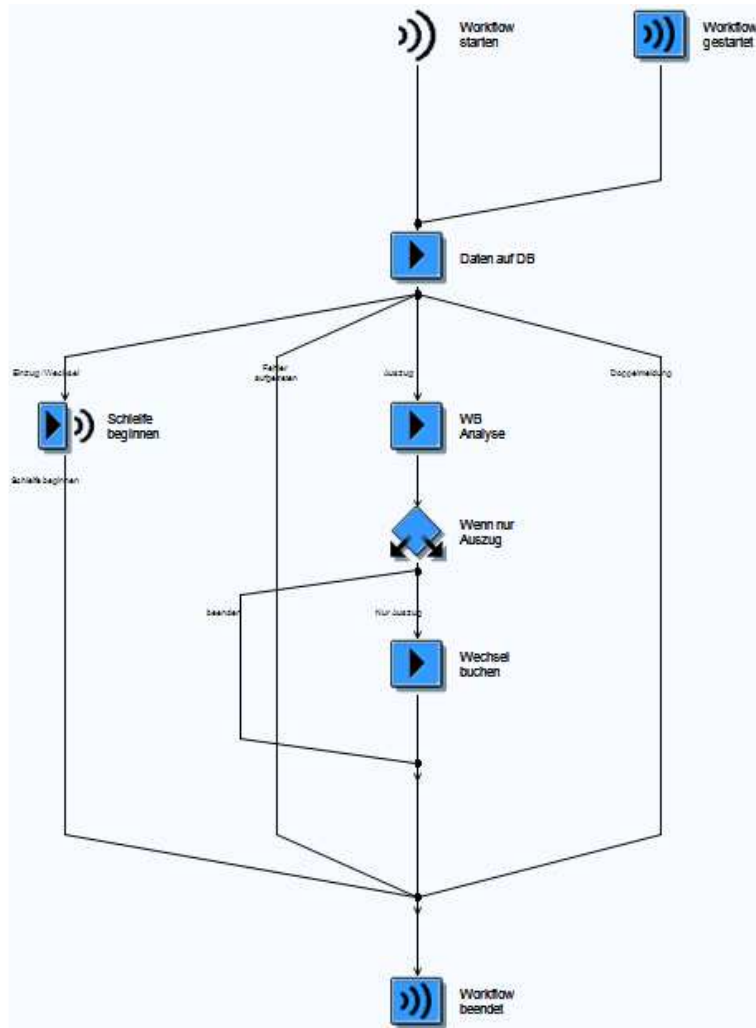 Workflow
starten
Workflow
gestartet
Daten auf DB
Einzug / Wechsel
Fehler
aufgetreten
Auszug
Doppelmeldung
Schleife
beginnen
WB
Analyse
Schleife beginnen
Wenn nur
Auszug
beenden
Nur Auszug
Wechsel
buchen
Workflow
beendet